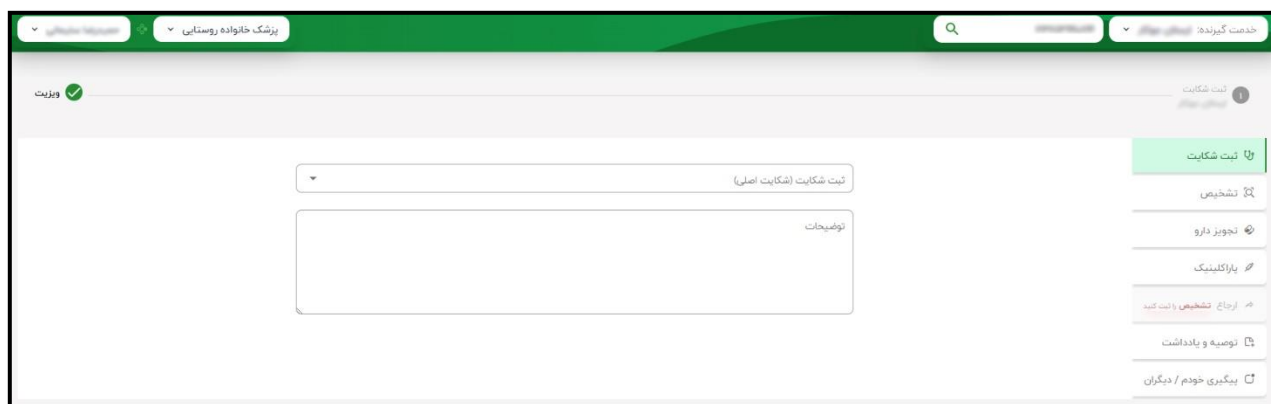 خدمت گیرنده:
پزشک خانواده روستایی
1 ثبت شکایت
ویزیت
ثبت شکایت
تشخیص
تجویز دارو
پاراکلینیک
ارجاع تشخیص را ثبت کنید
توصیه و یادداشت
پیگیری خودم / دیگران
ثبت شکایت (شکایت اصلی)
توضیحات